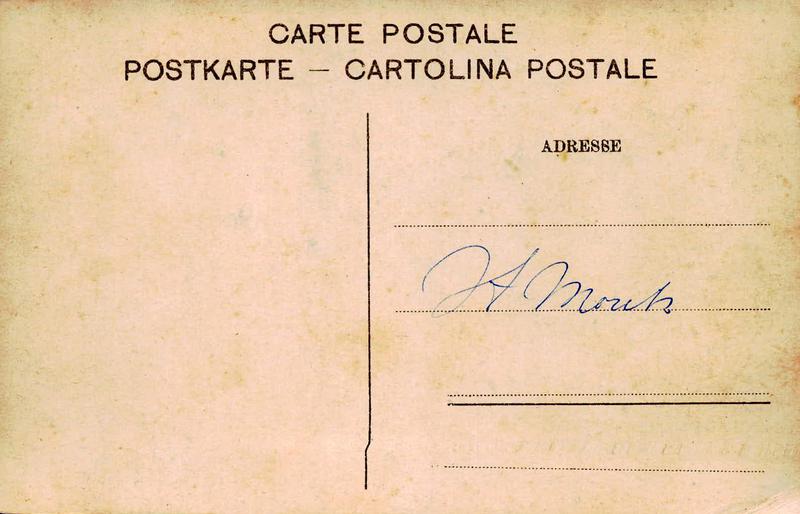 CARTE POSTALE
POSTKARTE — CARTOLINA POSTALE
ADRESSE